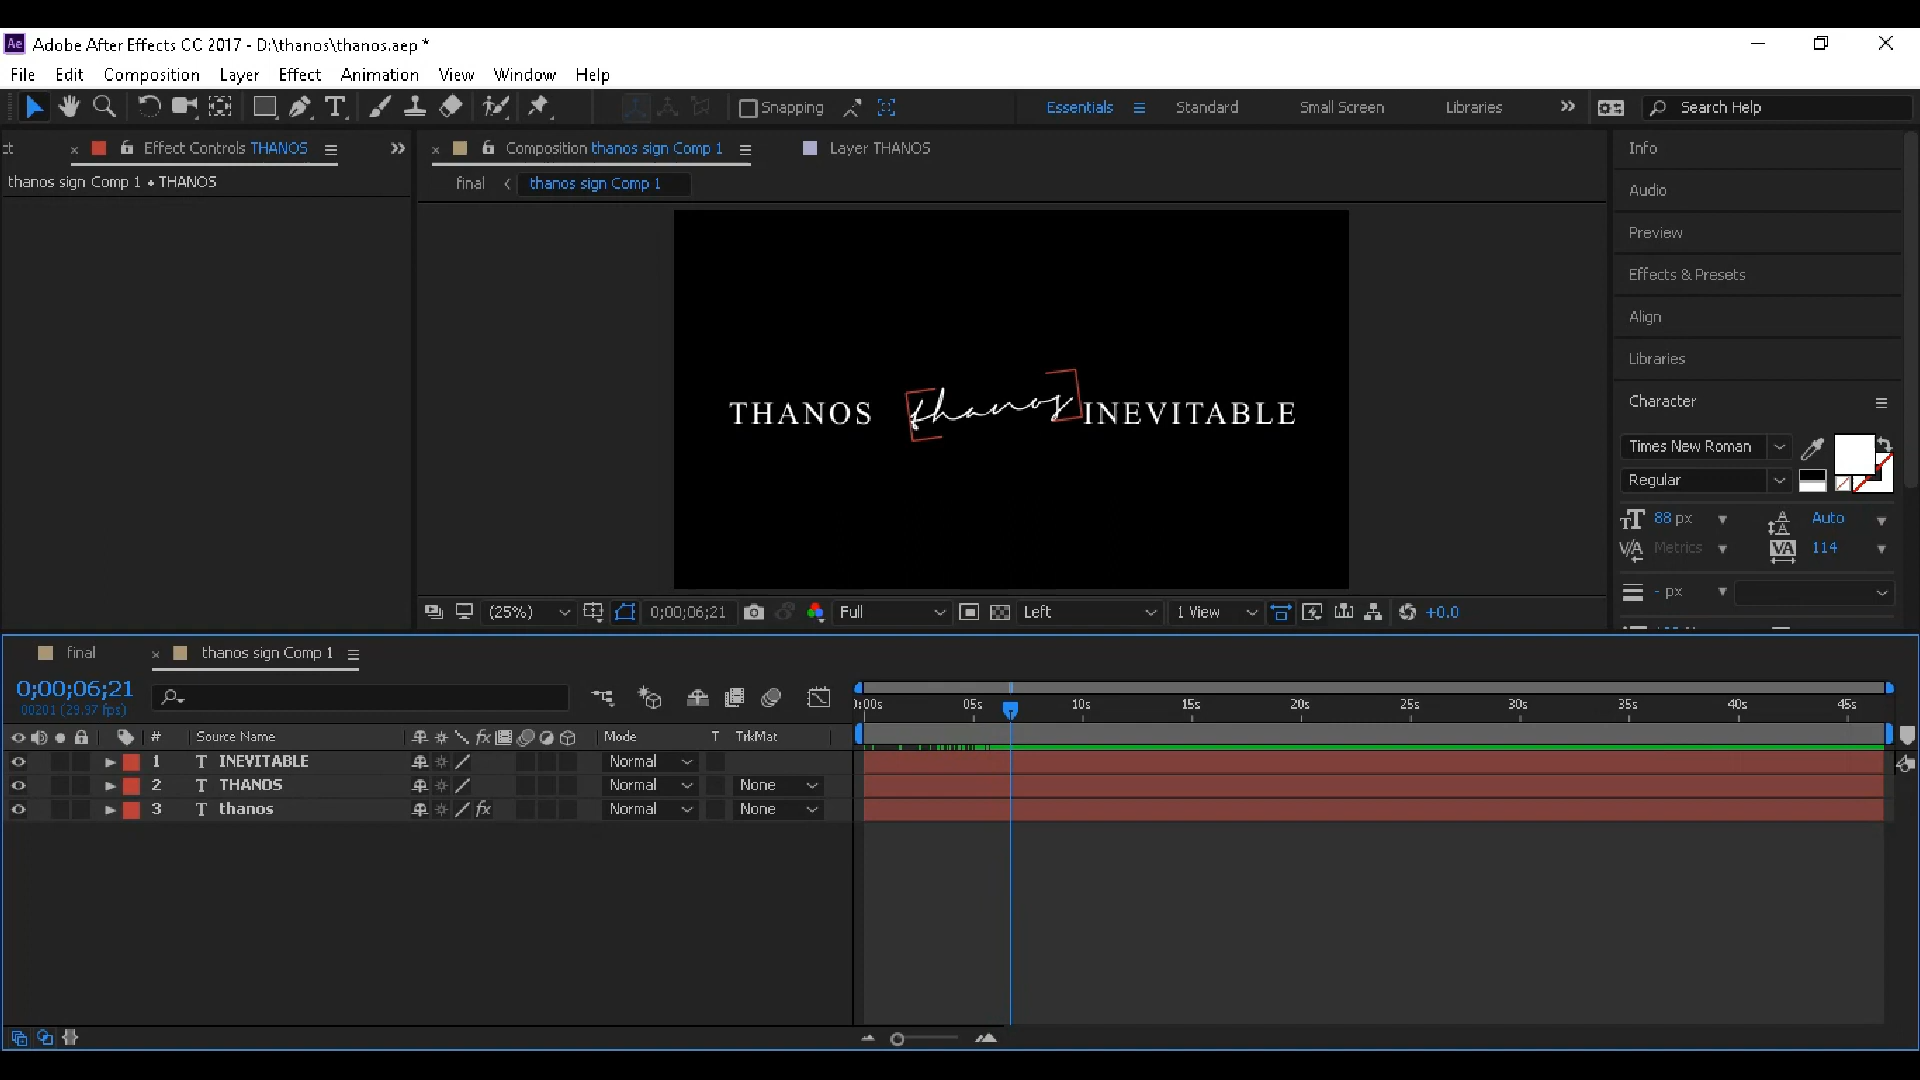 Ae Adobe After Effects CC 2017 - D:\thanos\thanos.aep *
File Edit Composition Layer Effect Animation View Window Help
Snapping Essentials Standard Small Screen Libraries Search Help
ct Effect Controls THANOS
Composition thanos sign Comp 1
Layer THANOS
thanos sign Comp 1 • THANOS
final thanos sign Comp 1
THANOS thanos INEVITABLE
Info
Audio
Preview
Effects & Presets
Align
Libraries
Character
Times New Roman
Regular
88 px Auto
Metrics 114
- px
(25%) 0;00;06;21 Full Left 1 View +0.0
final thanos sign Comp 1
0;00;06;21
00201 (29.97 fps)
):00s 05s 10s 15s 20s 25s 30s 35s 40s 45s
# Source Name fx Mode T TrkMat
1 T INEVITABLE Normal
2 T THANOS Normal None
3 T thanos fx Normal None